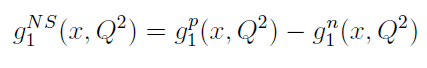 $g_1^{NS}(x, Q^2) = g_1^p(x, Q^2) - g_1^n(x, Q^2)$